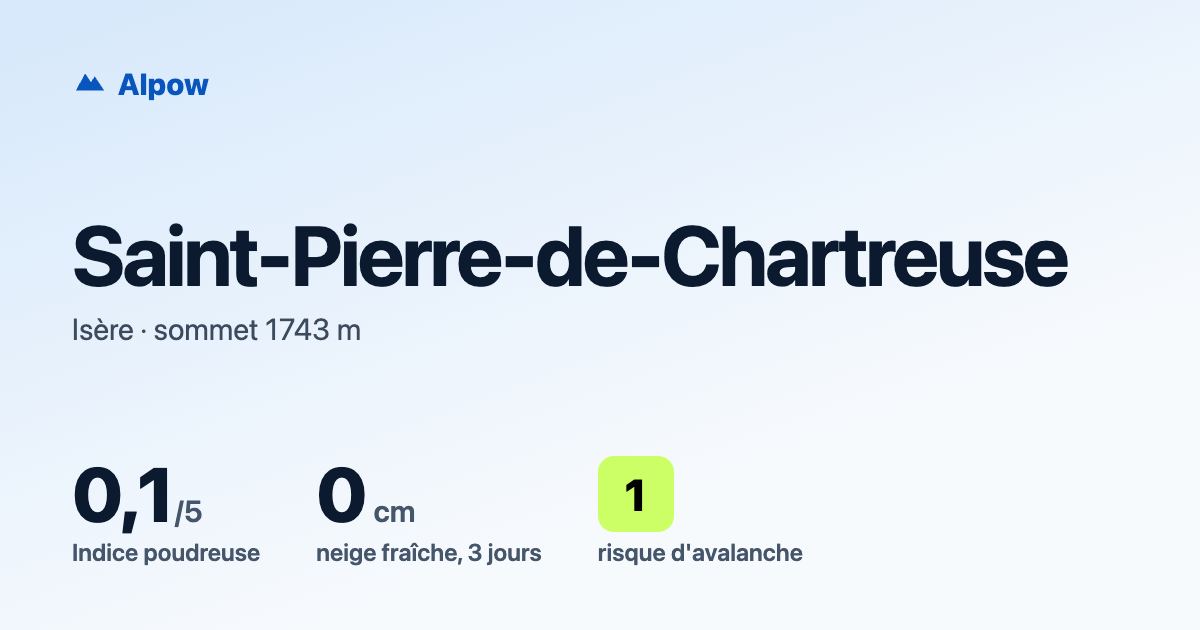 Alpow
Saint-Pierre-de-Chartreuse
Isère · sommet 1743 m
0,1/5
Indice poudreuse
0 cm
neige fraîche, 3 jours
1
risque d'avalanche